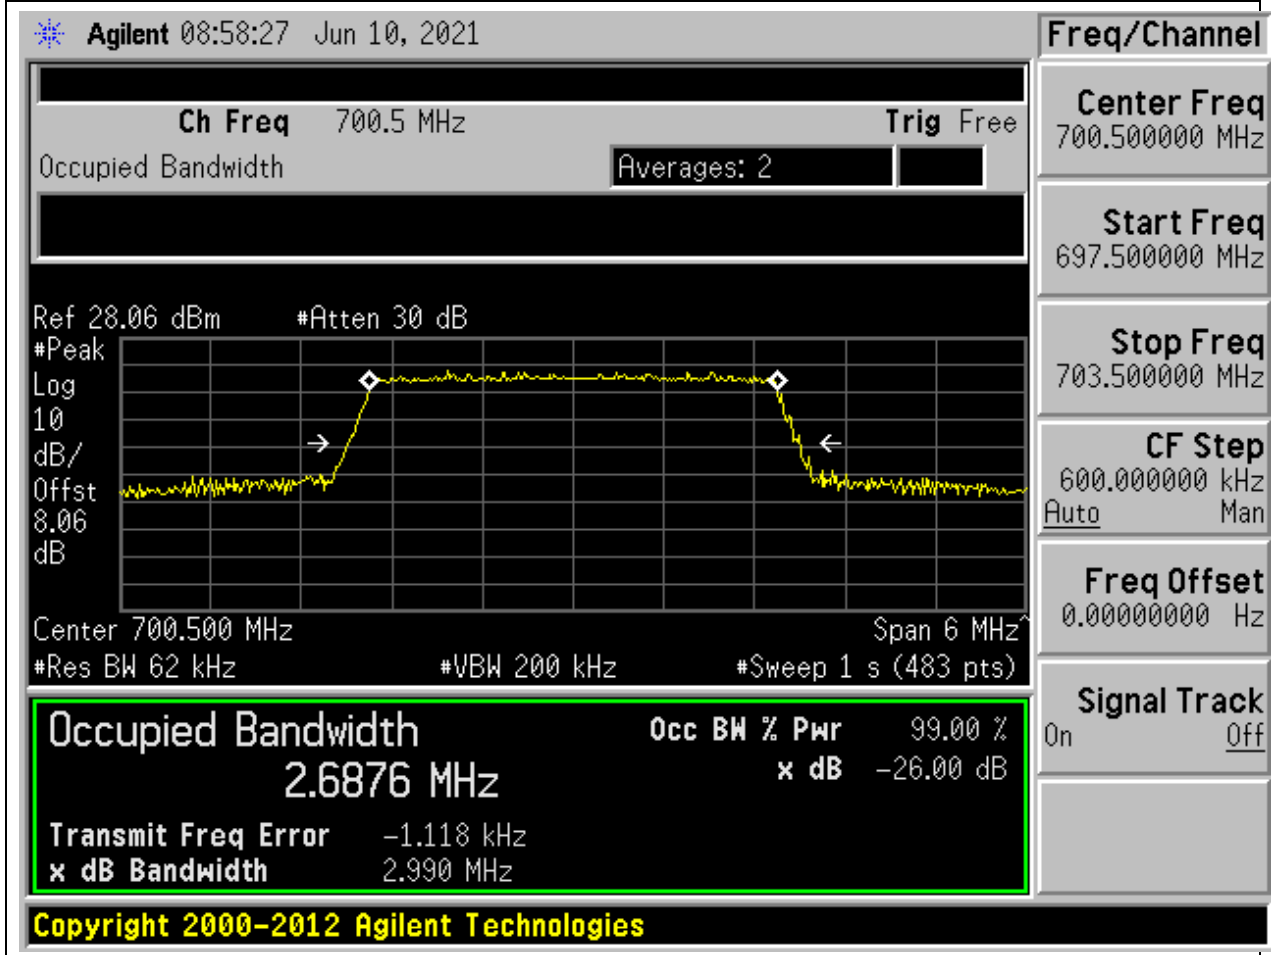 Agilent 08:58:27 Jun 10, 2021
Freq/Channel
Ch Freq 700.5 MHz Trig Free
Occupied Bandwidth Averages: 2
Ref 28.06 dBm #Atten 30 dB
#Peak
Log
10
dB/
Offst
8.06
dB
Center 700.500 MHz Span 6 MHz^
#Res BW 62 kHz #VBW 200 kHz #Sweep 1 s (483 pts)
Occupied Bandwidth Occ BW % Pwr 99.00 %
2.6876 MHz x dB -26.00 dB
Transmit Freq Error -1.118 kHz
x dB Bandwidth 2.990 MHz
Copyright 2000-2012 Agilent Technologies
Center Freq
700.500000 MHz
Start Freq
697.500000 MHz
Stop Freq
703.500000 MHz
CF Step
600.000000 kHz
Auto Man
Freq Offset
0.00000000 Hz
Signal Track
On Off